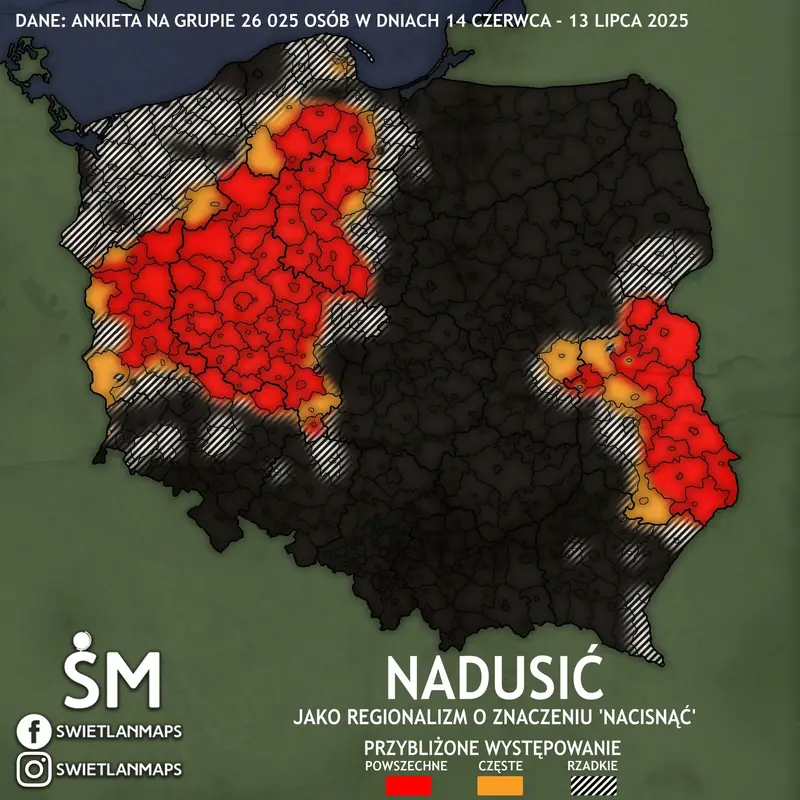 DANE: ANKIETA NA GRUPIE 26 025 OSÓB W DNIACH 14 CZERWCA - 13 LIPCA 2025
ŚM
SWIETLANMAPS
SWIETLANMAPS
NADUSIĆ
JAKO REGIONALIZM O ZNACZENIU 'NACISNĄĆ'
PRZYBLIŻONE WYSTĘPOWANIE
POWSZECHNE CZĘSTE RZADKIE